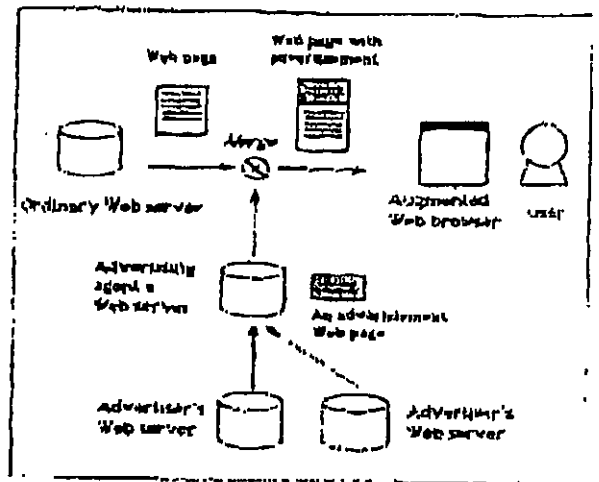 Web page
Web page with
advertisement
Merge
Ordinary Web server
Augmented
Web browser
user
Advertising
agent's
Web server
An advertisement
Web page
Advertiser's
Web server
Advertiser's
Web server